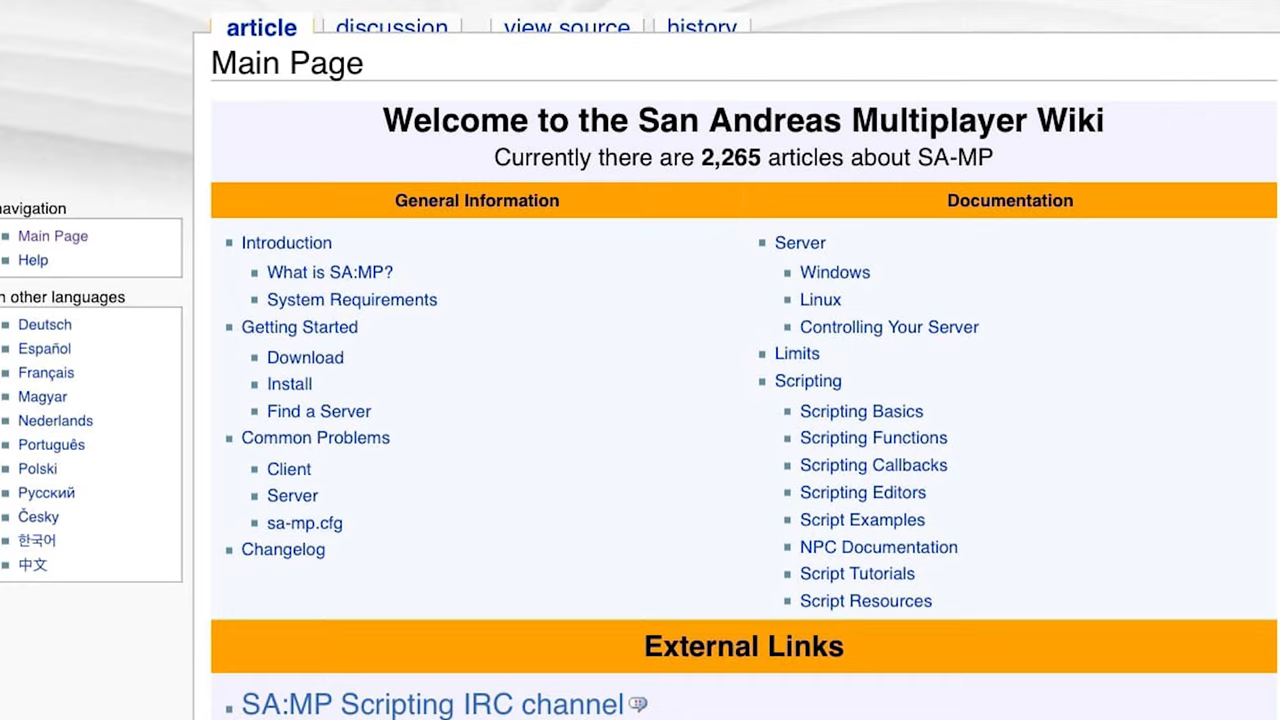 article
discussion
view source
history
Main Page
Welcome to the San Andreas Multiplayer Wiki
Currently there are 2,265 articles about SA-MP
navigation
Main Page
Help
n other languages
Deutsch
Español
Français
Magyar
Nederlands
Português
Polski
Русский
Česky
한국어
中文
General Information
Introduction
What is SA:MP?
System Requirements
Getting Started
Download
Install
Find a Server
Common Problems
Client
Server
sa-mp.cfg
Changelog
Documentation
Server
Windows
Linux
Controlling Your Server
Limits
Scripting
Scripting Basics
Scripting Functions
Scripting Callbacks
Scripting Editors
Script Examples
NPC Documentation
Script Tutorials
Script Resources
External Links
SA:MP Scripting IRC channel